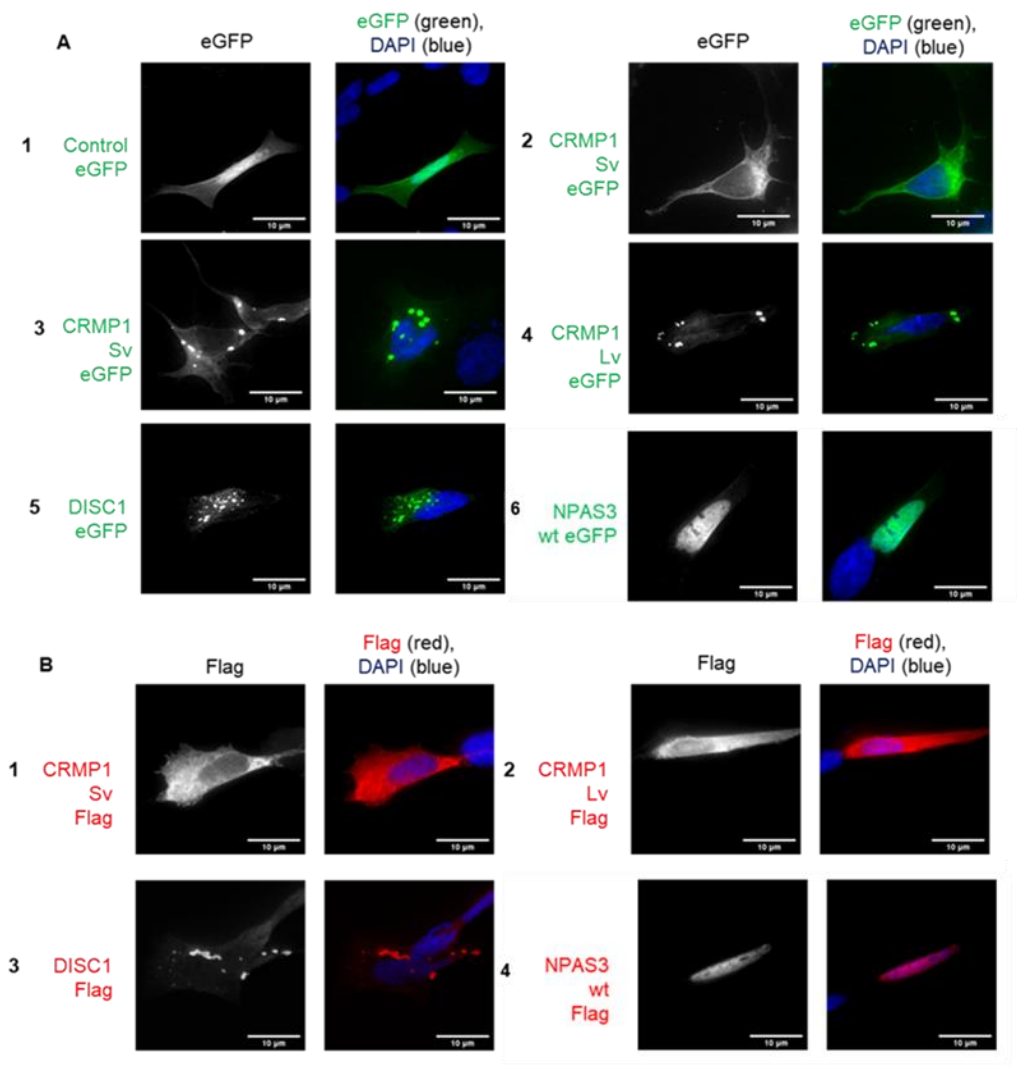 A
eGFP
eGFP (green),
DAPI (blue)
eGFP
eGFP (green),
DAPI (blue)
1
Control
eGFP
10 µm
10 µm
2
CRMP1
Sv
eGFP
10 µm
10 µm
3
CRMP1
Sv
eGFP
10 µm
10 µm
4
CRMP1
Lv
eGFP
10 µm
10 µm
5
DISC1
eGFP
10 µm
10 µm
6
NPAS3
wt eGFP
10 µm
10 µm
B
Flag
Flag (red),
DAPI (blue)
Flag
Flag (red),
DAPI (blue)
1
CRMP1
Sv
Flag
10 µm
10 µm
2
CRMP1
Lv
Flag
10 µm
10 µm
3
DISC1
Flag
10 µm
10 µm
4
NPAS3
wt
Flag
10 µm
10 µm